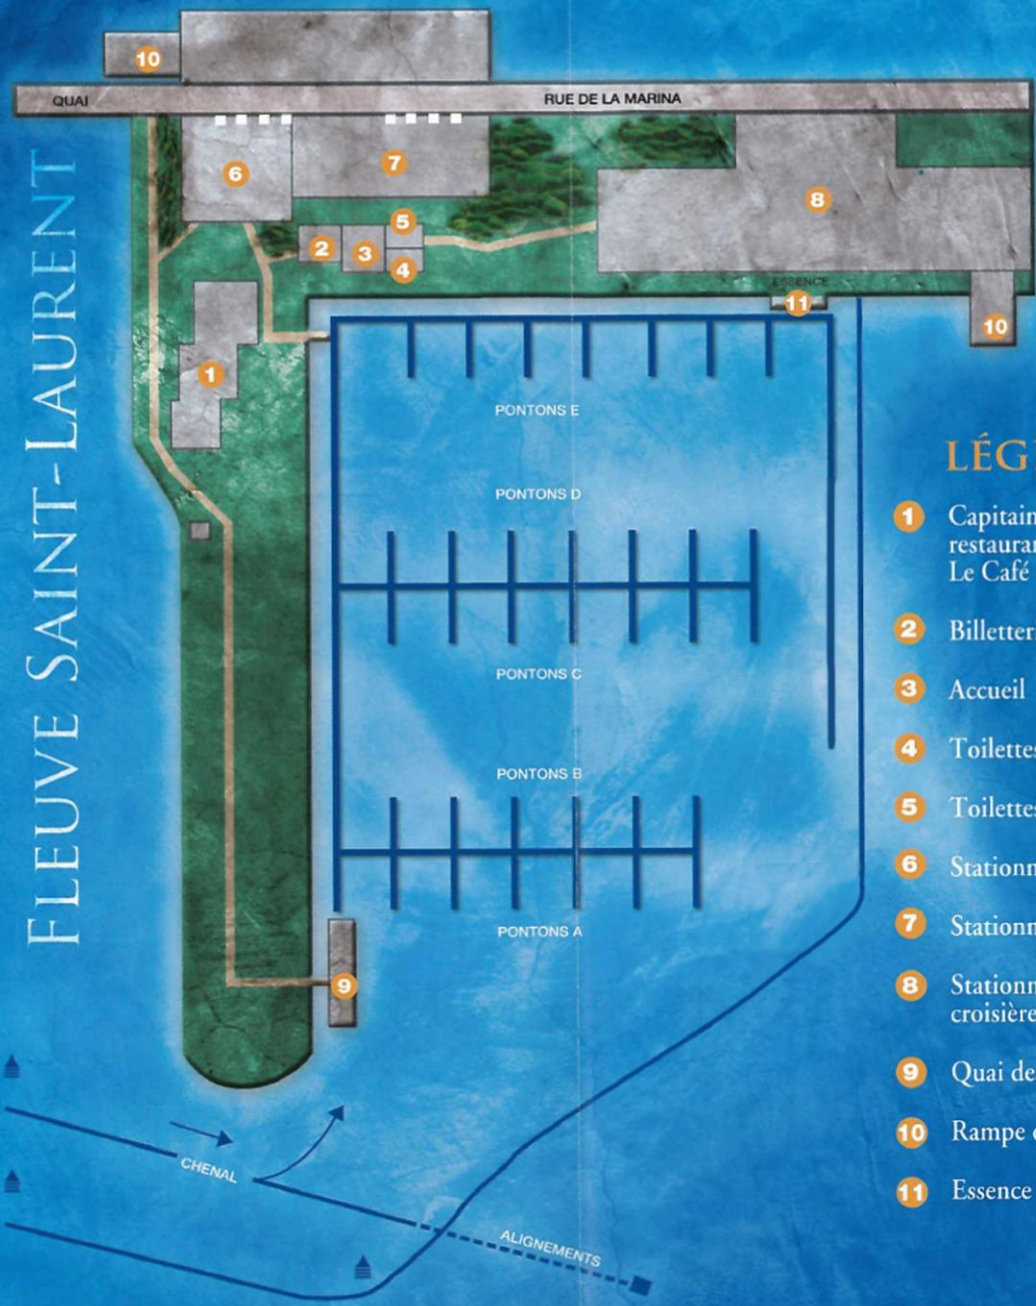 10
QUAI
RUE DE LA MARINA
6
7
8
5
2
3
4
ESSENCE
11
10
1
FLEUVE SAINT-LAURENT
PONTONS E
PONTONS D
PONTONS C
PONTONS B
PONTONS A
9
CHENAL
ALIGNEMENTS
LÉG
1 Capitain
restauran
Le Café
2 Billetter
3 Accueil
4 Toilettes
5 Toilettes
6 Stationn
7 Stationn
8 Stationn
croisière
9 Quai de
10 Rampe
11 Essence